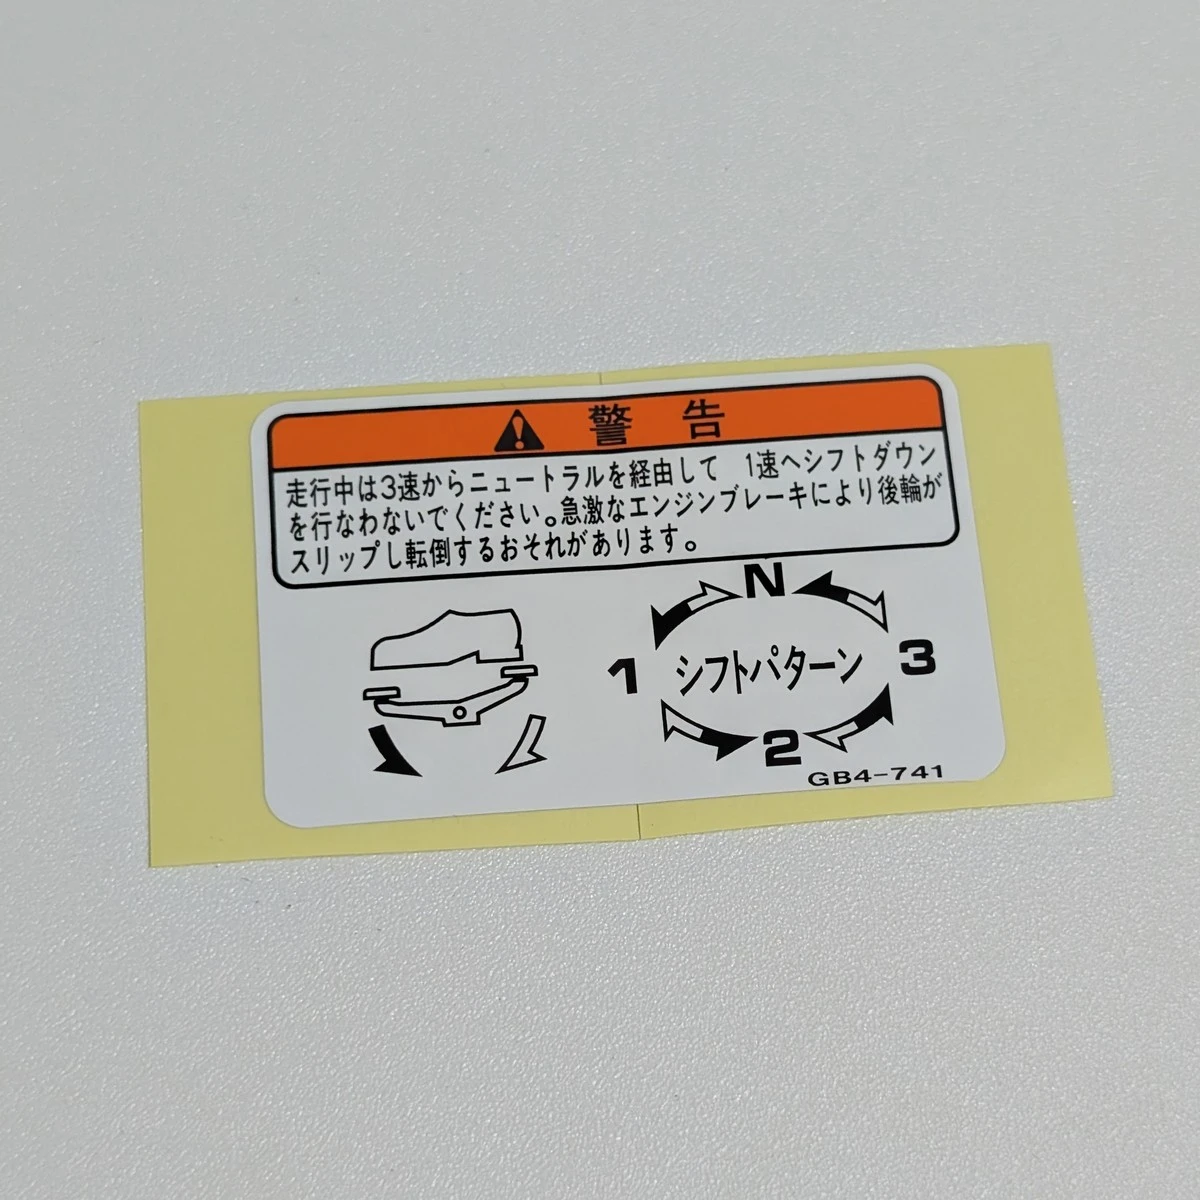 警告
走行中は3速からニュートラルを経由して 1速へシフトダウン
を行なわないでください。急激なエンジンブレーキにより後輪が
スリップし転倒するおそれがあります。
N
1 シフトパターン 3
2
GB4-741